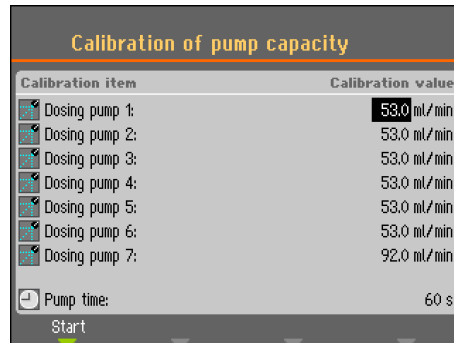 Calibration of pump capacity
Calibration item Calibration value
Dosing pump 1: 53.0 ml/min
Dosing pump 2: 53.0 ml/min
Dosing pump 3: 53.0 ml/min
Dosing pump 4: 53.0 ml/min
Dosing pump 5: 53.0 ml/min
Dosing pump 6: 53.0 ml/min
Dosing pump 7: 92.0 ml/min
Pump time: 60 s
Start